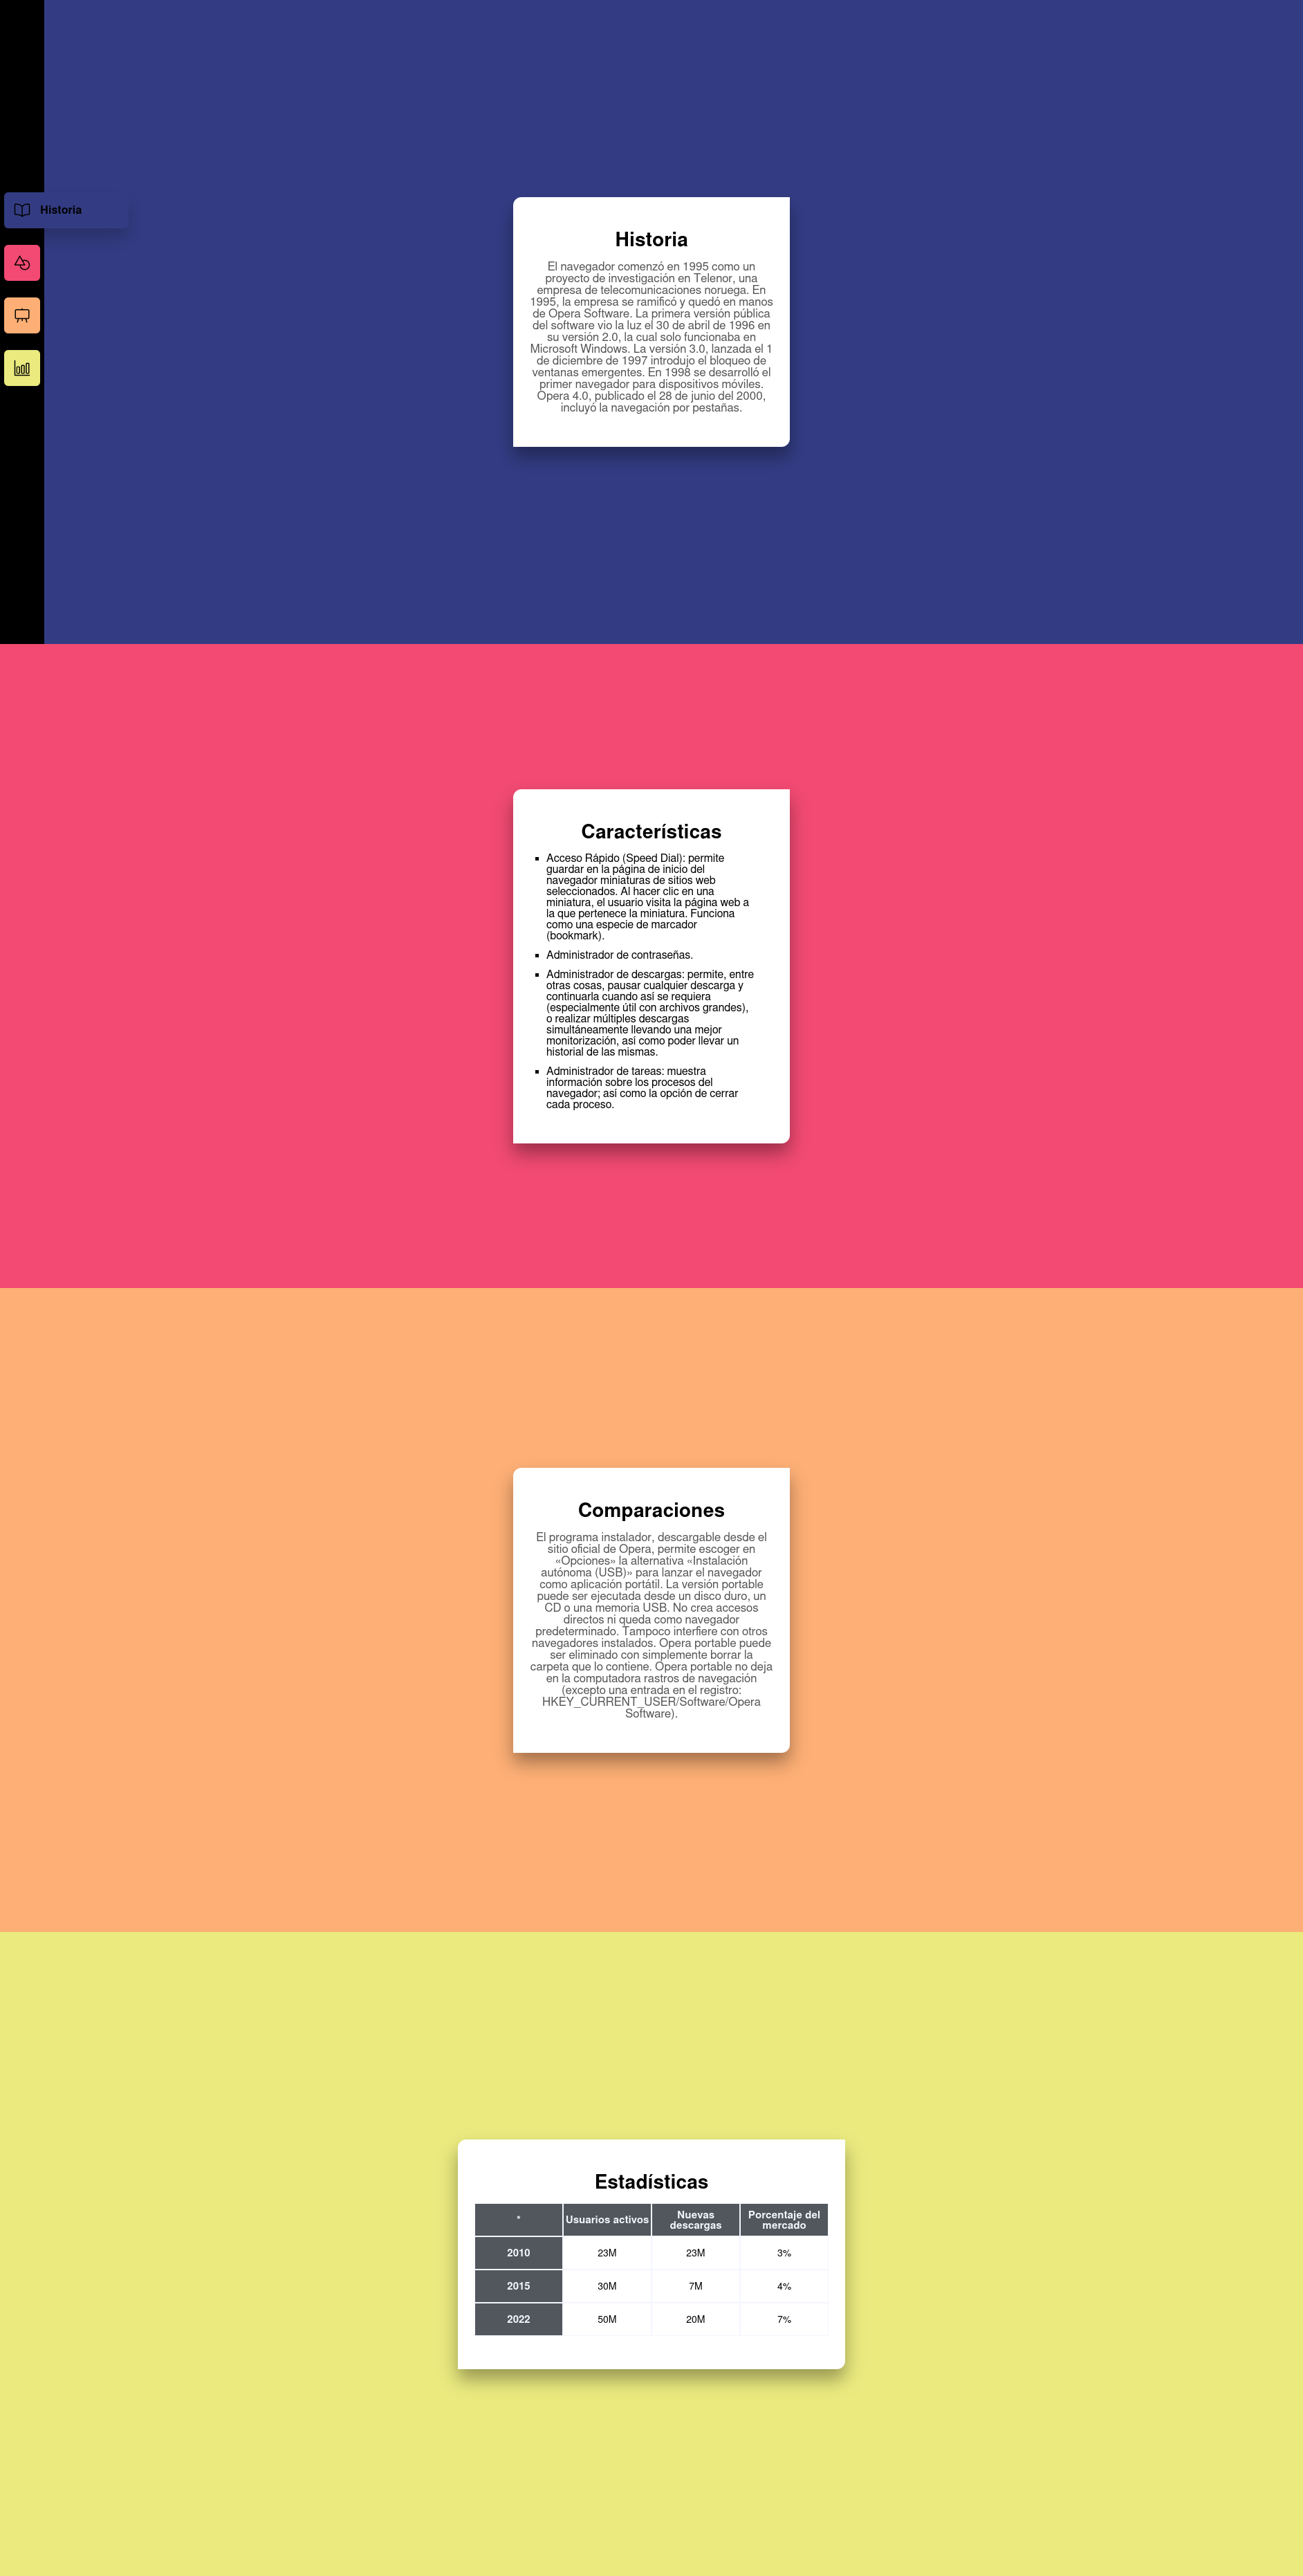 Historia
Historia
El navegador comenzó en 1995 como un
proyecto de investigación en Telenor, una
empresa de telecomunicaciones noruega. En
1995, la empresa se ramificó y quedó en manos
de Opera Software. La primera versión pública
del software vio la luz el 30 de abril de 1996 en
su versión 2.0, la cual solo funcionaba en
Microsoft Windows. La versión 3.0, lanzada el 1
de diciembre de 1997 introdujo el bloqueo de
ventanas emergentes. En 1998 se desarrolló el
primer navegador para dispositivos móviles.
Opera 4.0, publicado el 28 de junio del 2000,
incluyó la navegación por pestañas.
Características
Acceso Rápido (Speed Dial): permite
guardar en la página de inicio del
navegador miniaturas de sitios web
seleccionados. Al hacer clic en una
miniatura, el usuario visita la página web a
la que pertenece la miniatura. Funciona
como una especie de marcador
(bookmark).
Administrador de contraseñas.
Administrador de descargas: permite, entre
otras cosas, pausar cualquier descarga y
continuarla cuando así se requiera
(especialmente útil con archivos grandes),
o realizar múltiples descargas
simultáneamente llevando una mejor
monitorización, así como poder llevar un
historial de las mismas.
Administrador de tareas: muestra
información sobre los procesos del
navegador; así como la opción de cerrar
cada proceso.
Comparaciones
El programa instalador, descargable desde el
sitio oficial de Opera, permite escoger en
«Opciones» la alternativa «Instalación
autónoma (USB)» para lanzar el navegador
como aplicación portátil. La versión portable
puede ser ejecutada desde un disco duro, un
CD o una memoria USB. No crea accesos
directos ni queda como navegador
predeterminado. Tampoco interfiere con otros
navegadores instalados. Opera portable puede
ser eliminado con simplemente borrar la
carpeta que lo contiene. Opera portable no deja
en la computadora rastros de navegación
(excepto una entrada en el registro:
HKEY_CURRENT_USER/Software/Opera
Software).
Estadísticas
* Usuarios activos Nuevas descargas Porcentaje del mercado
2010 23M 23M 3%
2015 30M 7M 4%
2022 50M 20M 7%